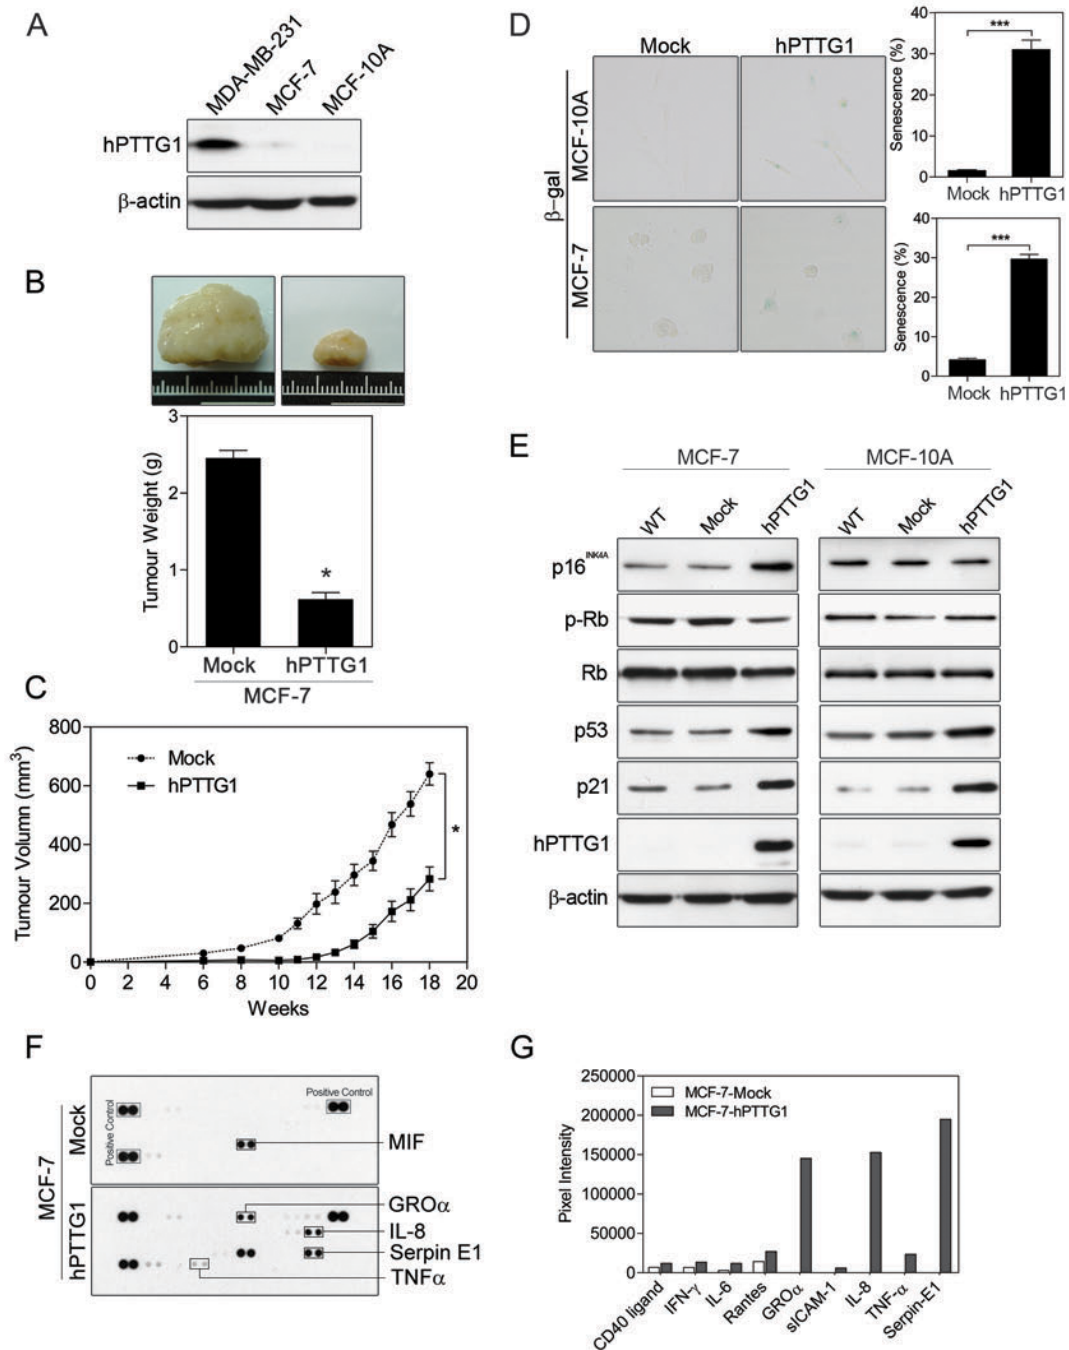 A
MDA-MB-231
MCF-7
MCF-10A
hPTTG1
β-actin
B
3
2
1
0
Tumour Weight (g)
*
Mock
hPTTG1
MCF-7
C
800
600
400
200
0
Tumour Volumn (mm³)
Mock
hPTTG1
*
0 2 4 6 8 10 12 14 16 18 20
Weeks
D
Mock
hPTTG1
β-gal
MCF-10A
MCF-7
40
30
20
10
0
Senescence (%)
***
Mock
hPTTG1
40
30
20
10
0
Senescence (%)
***
Mock
hPTTG1
E
MCF-7
MCF-10A
WT
Mock
hPTTG1
WT
Mock
hPTTG1
p16INK4A
p-Rb
Rb
p53
p21
hPTTG1
β-actin
F
MCF-7
Mock
hPTTG1
Positive Control
Positive Control
MIF
GROα
IL-8
Serpin E1
TNFα
G
250000
200000
150000
100000
50000
0
Pixel Intensity
MCF-7-Mock
MCF-7-hPTTG1
CD40 ligand
IFN-γ
IL-6
Rantes
GROα
sICAM-1
IL-8
TNF-α
Serpin-E1